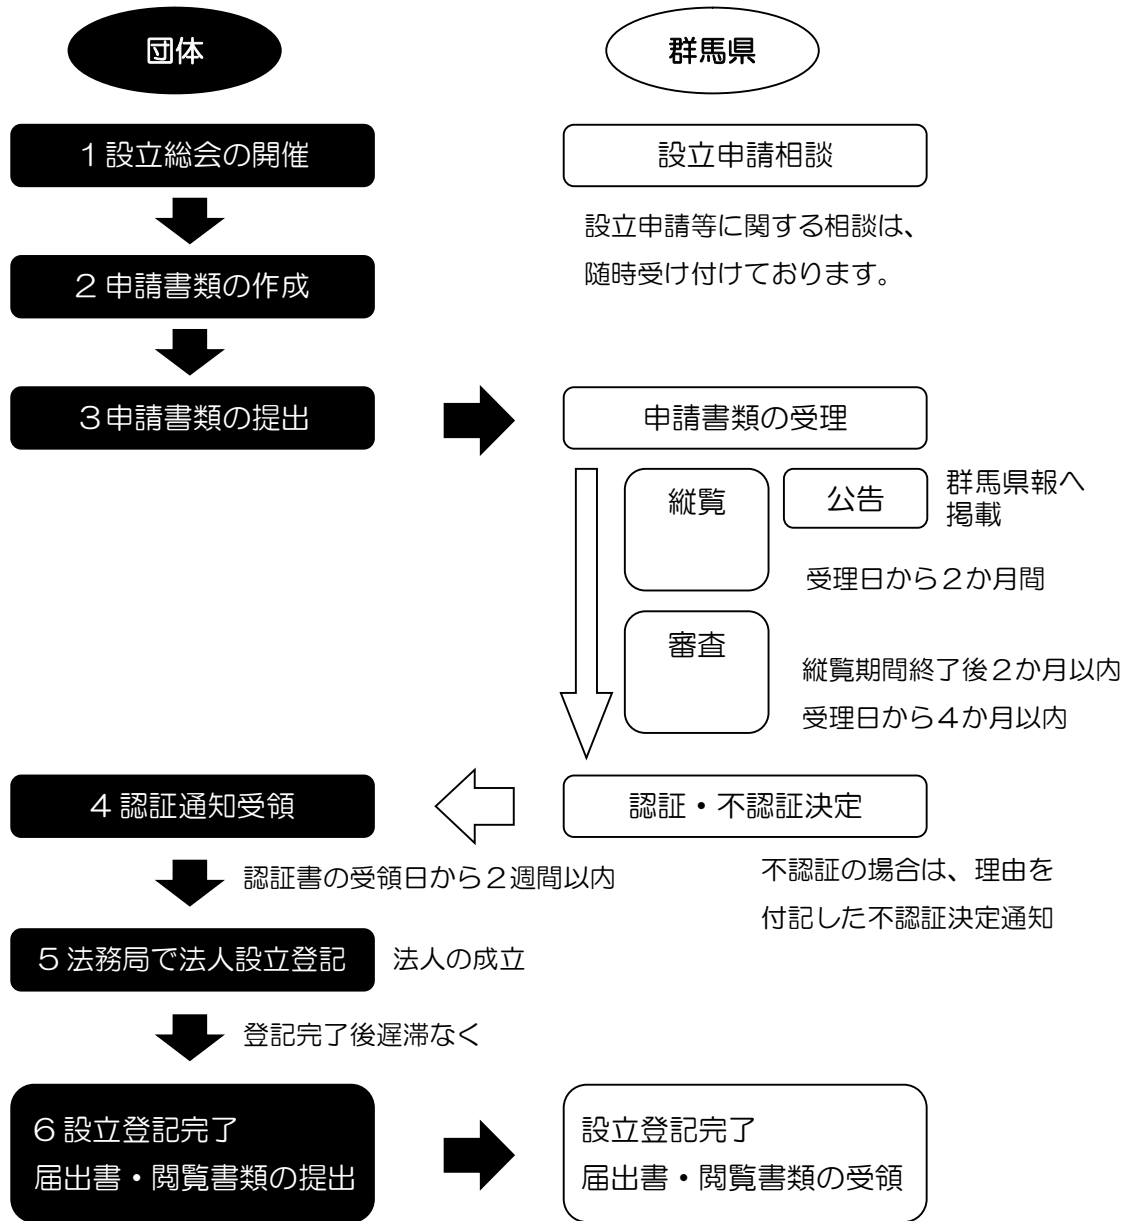 団体
群馬県
1設立総会の開催
設立申請相談
設立申請等に関する相談は、
随時受け付けております。
2申請書類の作成
3申請書類の提出
申請書類の受理
縦覧
公告
群馬県報へ
掲載
受理日から2か月間
審査
縦覧期間終了後2か月以内
受理日から4か月以内
4認証通知受領
認証・不認証決定
認証書の受領日から2週間以内
不認証の場合は、理由を
付記した不認証決定通知
5法務局で法人設立登記
法人の成立
登記完了後遅滞なく
6設立登記完了
届出書・閲覧書類の提出
設立登記完了
届出書・閲覧書類の受領